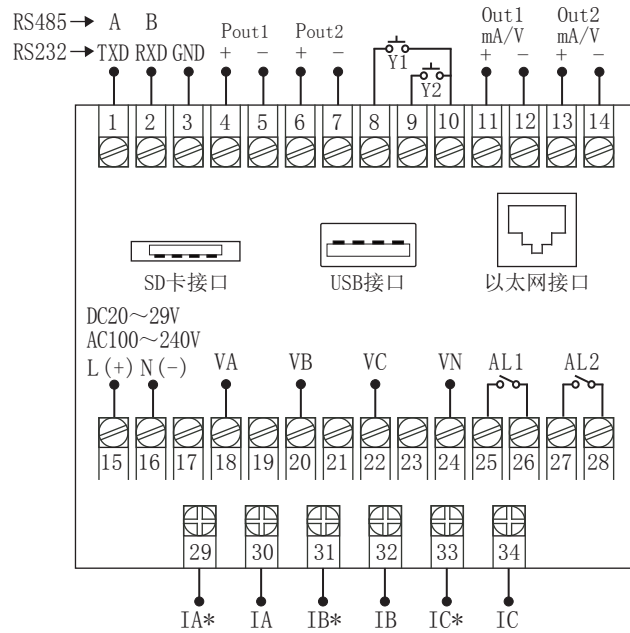 RS485→ A B
RS232→ TXD RXD GND
Pout1 Pout2
+ − + −
Y1
Y2
Out1 Out2
mA/V mA/V
+ − + −
1 2 3 4 5 6 7 8 9 10 11 12 13 14
SD卡接口 USB接口 以太网接口
DC20～29V
AC100～240V
L(+) N(-) VA VB VC VN AL1 AL2
15 16 17 18 19 20 21 22 23 24 25 26 27 28
29 30 31 32 33 34
IA* IA IB* IB IC* IC